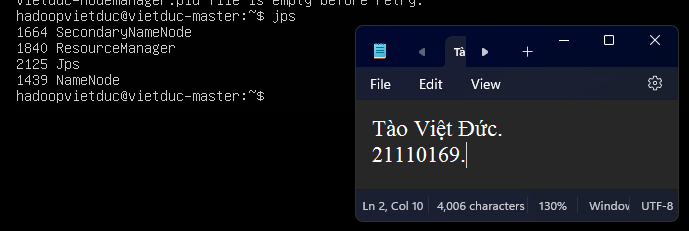 vietduc-nodemanager.pid file is empty before retry.
hadoopvietduc@vietduc-master:~$ jps
1664 SecondaryNameNode
1840 ResourceManager
2125 Jps
1439 NameNode
hadoopvietduc@vietduc-master:~$
Tà
File Edit View
Tào Việt Đức.
21110169.
Ln 2, Col 10 4,006 characters 130% Window UTF-8